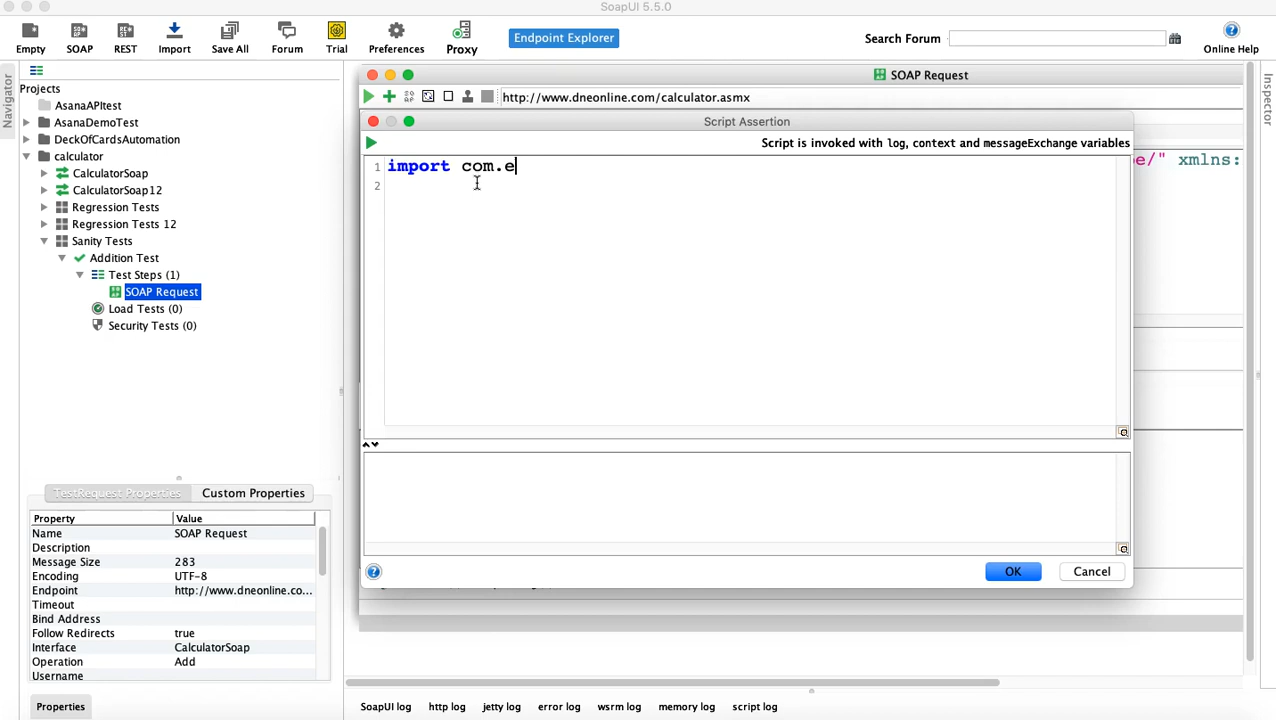 SoapUI 5.5.0
Empty SOAP REST Import Save All Forum Trial Preferences Proxy
Endpoint Explorer
Search Forum
Online Help
Navigator
Projects
AsanaAPItest
AsanaDemoTest
DeckOfCardsAutomation
calculator
CalculatorSoap
CalculatorSoap12
Regression Tests
Regression Tests 12
Sanity Tests
Addition Test
Test Steps (1)
SOAP Request
Load Tests (0)
Security Tests (0)
TestRequest Properties Custom Properties
Property Value
Name SOAP Request
Description
Message Size 283
Encoding UTF-8
Endpoint http://www.dneonline.co...
Timeout
Bind Address
Follow Redirects true
Interface CalculatorSoap
Operation Add
Username
Properties
SOAP Request
http://www.dneonline.com/calculator.asmx
Script Assertion
Script is invoked with log, context and messageExchange variables
1 import com.e
2
e/" xmlns:
OK Cancel
SoapUI log http log jetty log error log wsrm log memory log script log
Inspector